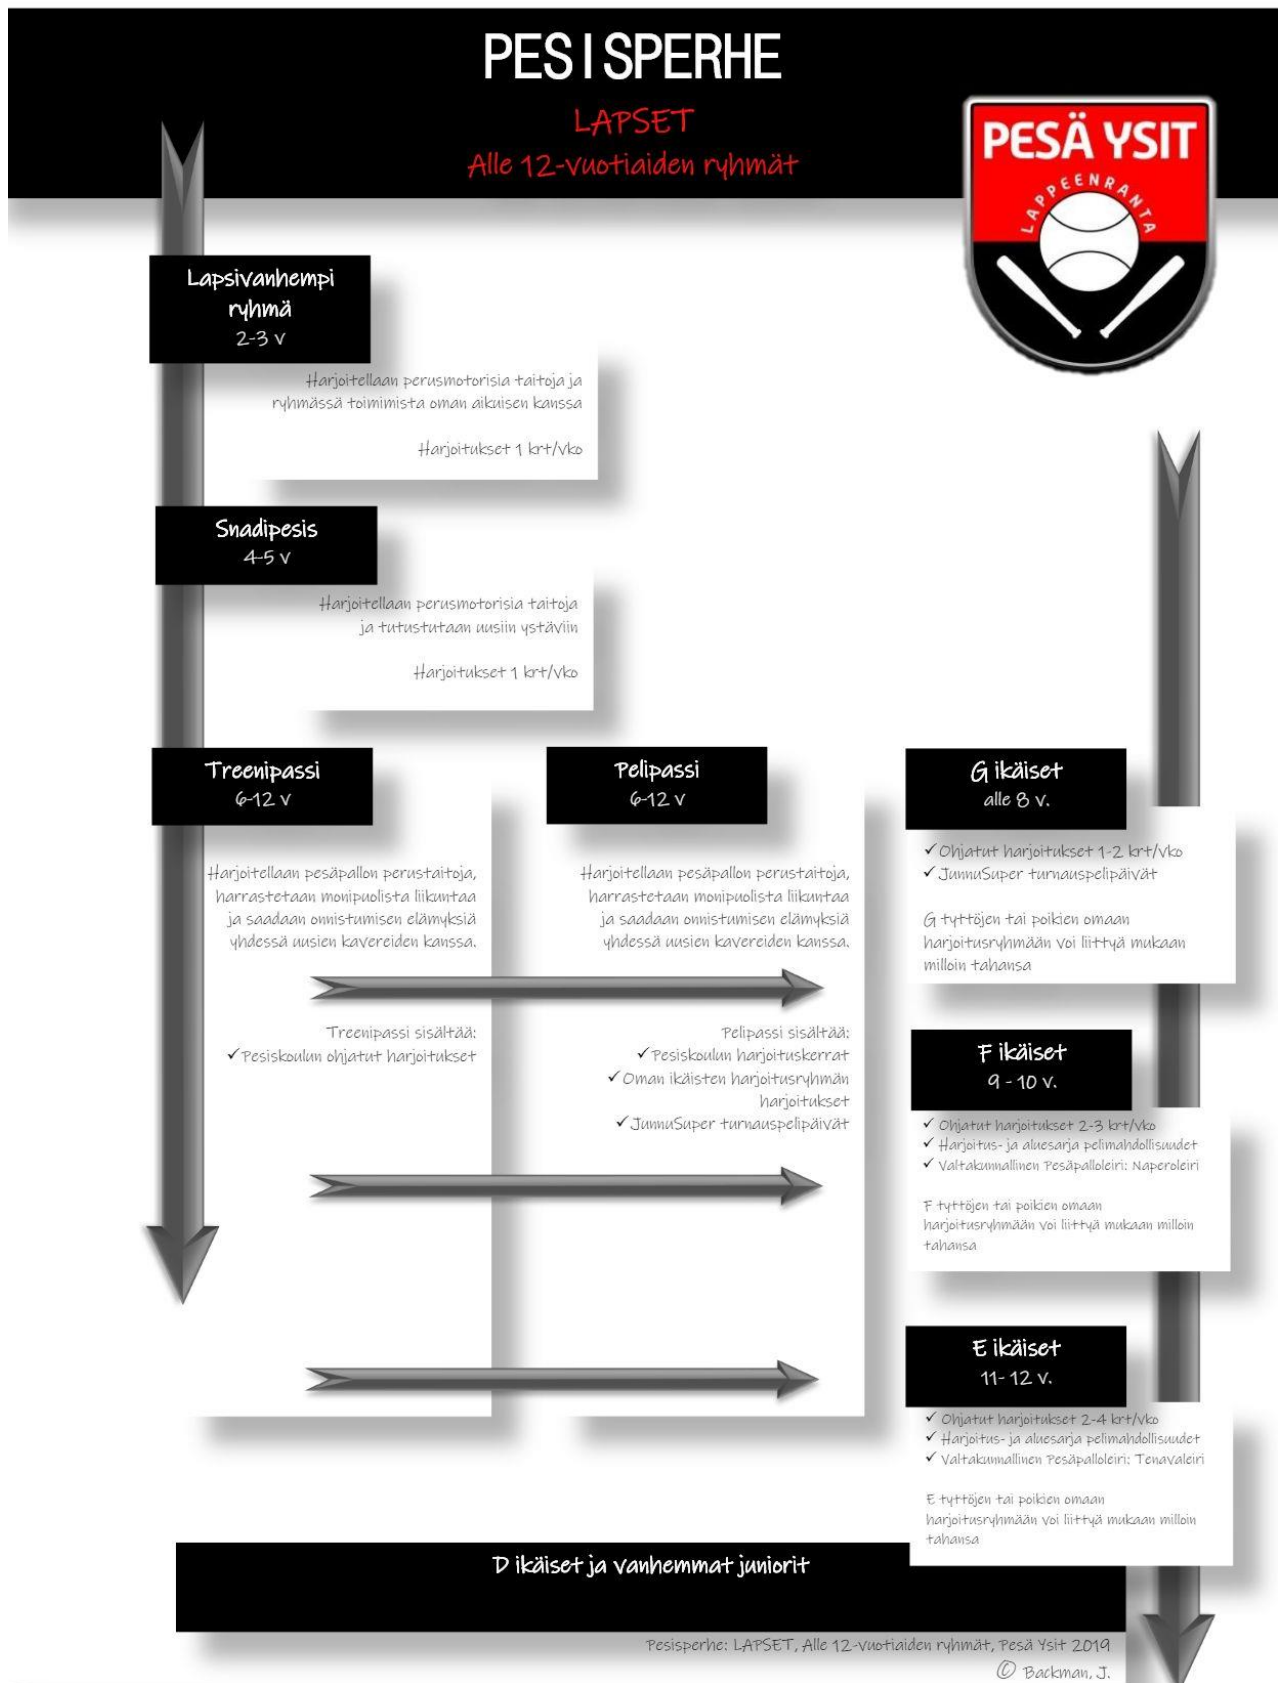 PESISPERHE
LAPSET
Alle 12-vuotiaiden ryhmät
PESÄ YSIT
LAPPEENRANTA
Lapsivanhempi
ryhmä
2-3 v
Harjoitellaan perusmotorisia taitoja ja
ryhmässä toimimista oman aikuisen kanssa
Harjoitukset 1 krt/vko
Snadipesis
4-5 v
Harjoitellaan perusmotorisia taitoja
ja tutustutaan uusiin ystäviin
Harjoitukset 1 krt/vko
Treenipassi
6-12 v
Harjoitellaan pesäpallon perustaitoja,
harrastetaan monipuolista liikuntaa
ja saadaan onnistumisen elämyksiä
yhdessä uusien kavereiden kanssa.
Treenipassi sisältää:
✓ Pesiskoulun ohjatut harjoitukset
Pelipassi
6-12 v
Harjoitellaan pesäpallon perustaitoja,
harrastetaan monipuolista liikuntaa
ja saadaan onnistumisen elämyksiä
yhdessä uusien kavereiden kanssa.
Pelipassi sisältää:
✓ Pesiskoulun harjoituskerrat
✓ Oman ikäisten harjoitusryhmän
harjoitukset
✓ JunnuSuper turnauspelipäivät
G ikäiset
alle 8 v.
✓ Ohjatut harjoitukset 1-2 krt/vko
✓ JunnuSuper turnauspelipäivät
G tyttöjen tai poikien omaan
harjoitusryhmään voi liittyä mukaan
milloin tahansa
F ikäiset
9 - 10 v.
✓ Ohjatut harjoitukset 2-3 krt/vko
✓ Harjoitus- ja aluesarja pelimahdollisuudet
✓ Valtakunnallinen Pesäpalloleiri: Naperoleiri
F tyttöjen tai poikien omaan
harjoitusryhmään voi liittyä mukaan milloin
tahansa
E ikäiset
11- 12 v.
✓ Ohjatut harjoitukset 2-4 krt/vko
✓ Harjoitus- ja aluesarja pelimahdollisuudet
✓ Valtakunnallinen Pesäpalloleiri: Tenavaleiri
E tyttöjen tai poikien omaan
harjoitusryhmään voi liittyä mukaan milloin
tahansa
D ikäiset ja vanhemmat juniorit
Pesisperhe: LAPSET, Alle 12-vuotiaiden ryhmät, Pesä Ysit 2019
© Backman, J.